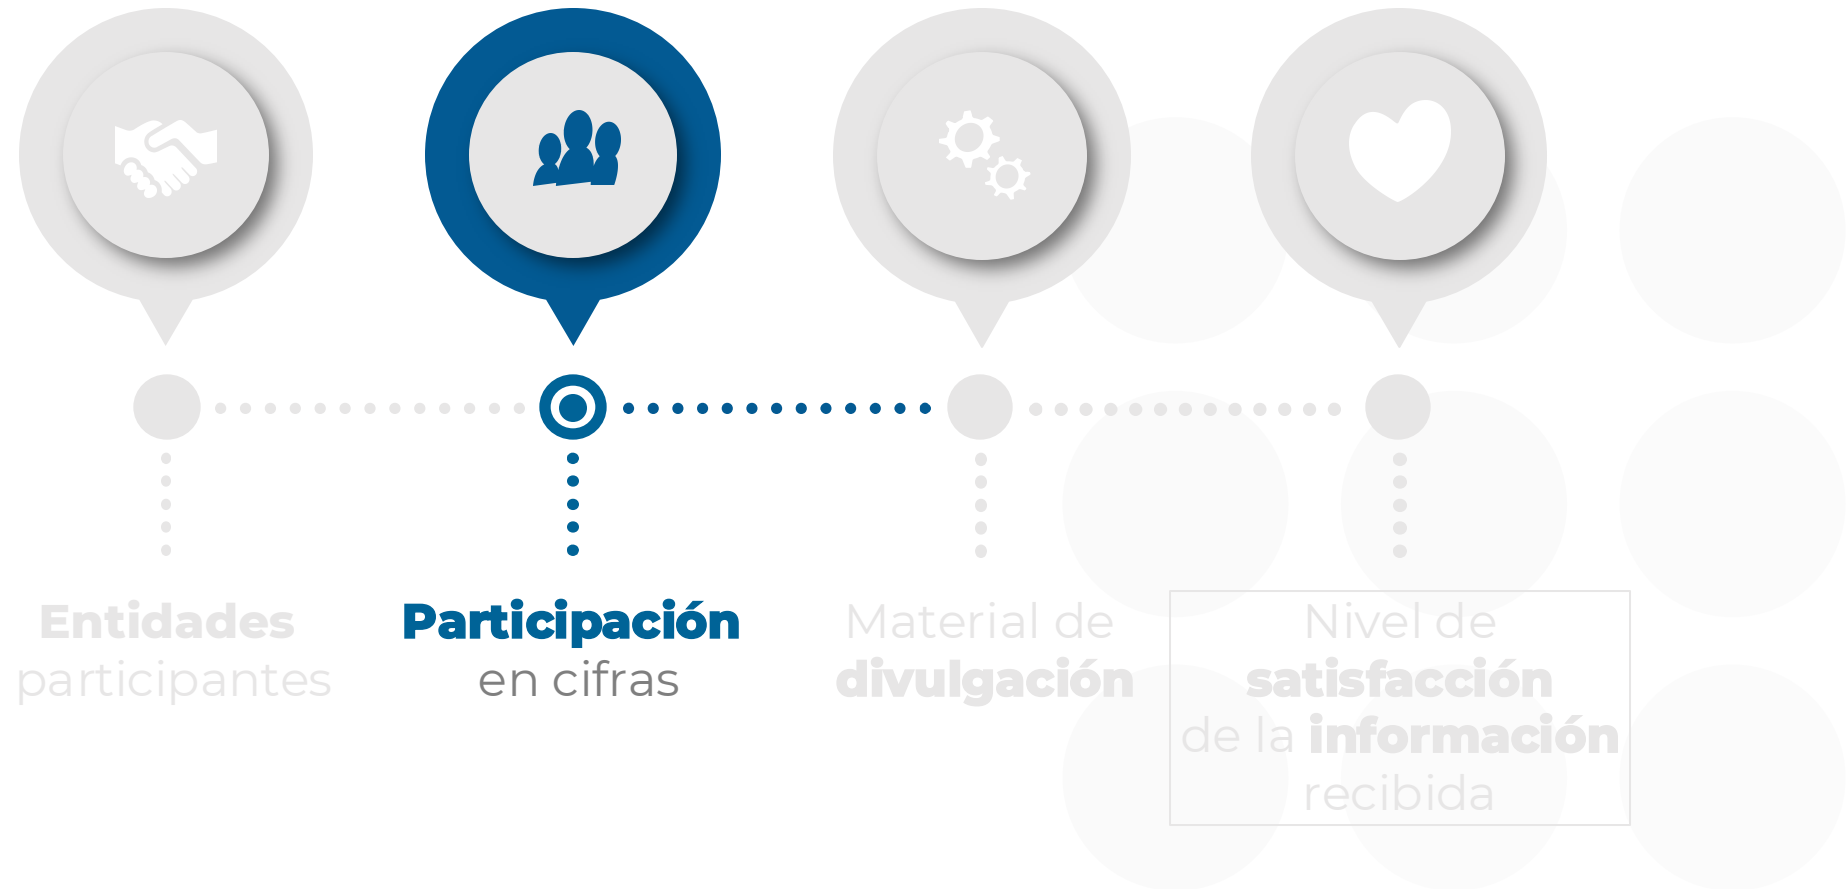 Entidades
participantes
Participación
en cifras
Material de
divulgación
Nivel de
satisfacción
de la información
recibida